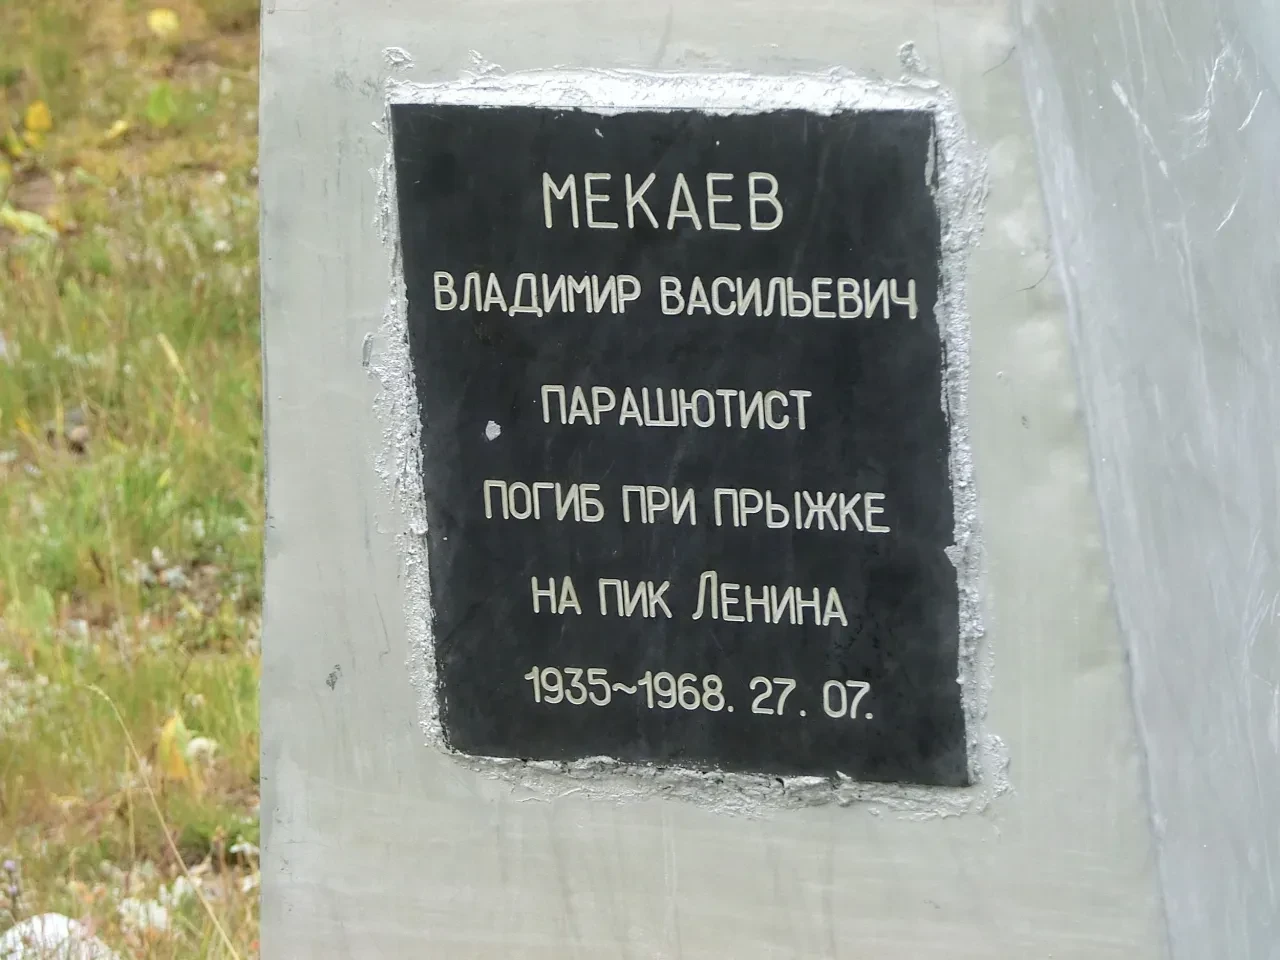 МЕКАЕВ
ВЛАДИМИР ВАСИЛЬЕВИЧ
ПАРАШЮТИСТ
ПОГИБ ПРИ ПРЫЖКЕ
НА ПИК ЛЕНИНА
1935~1968. 27. 07.